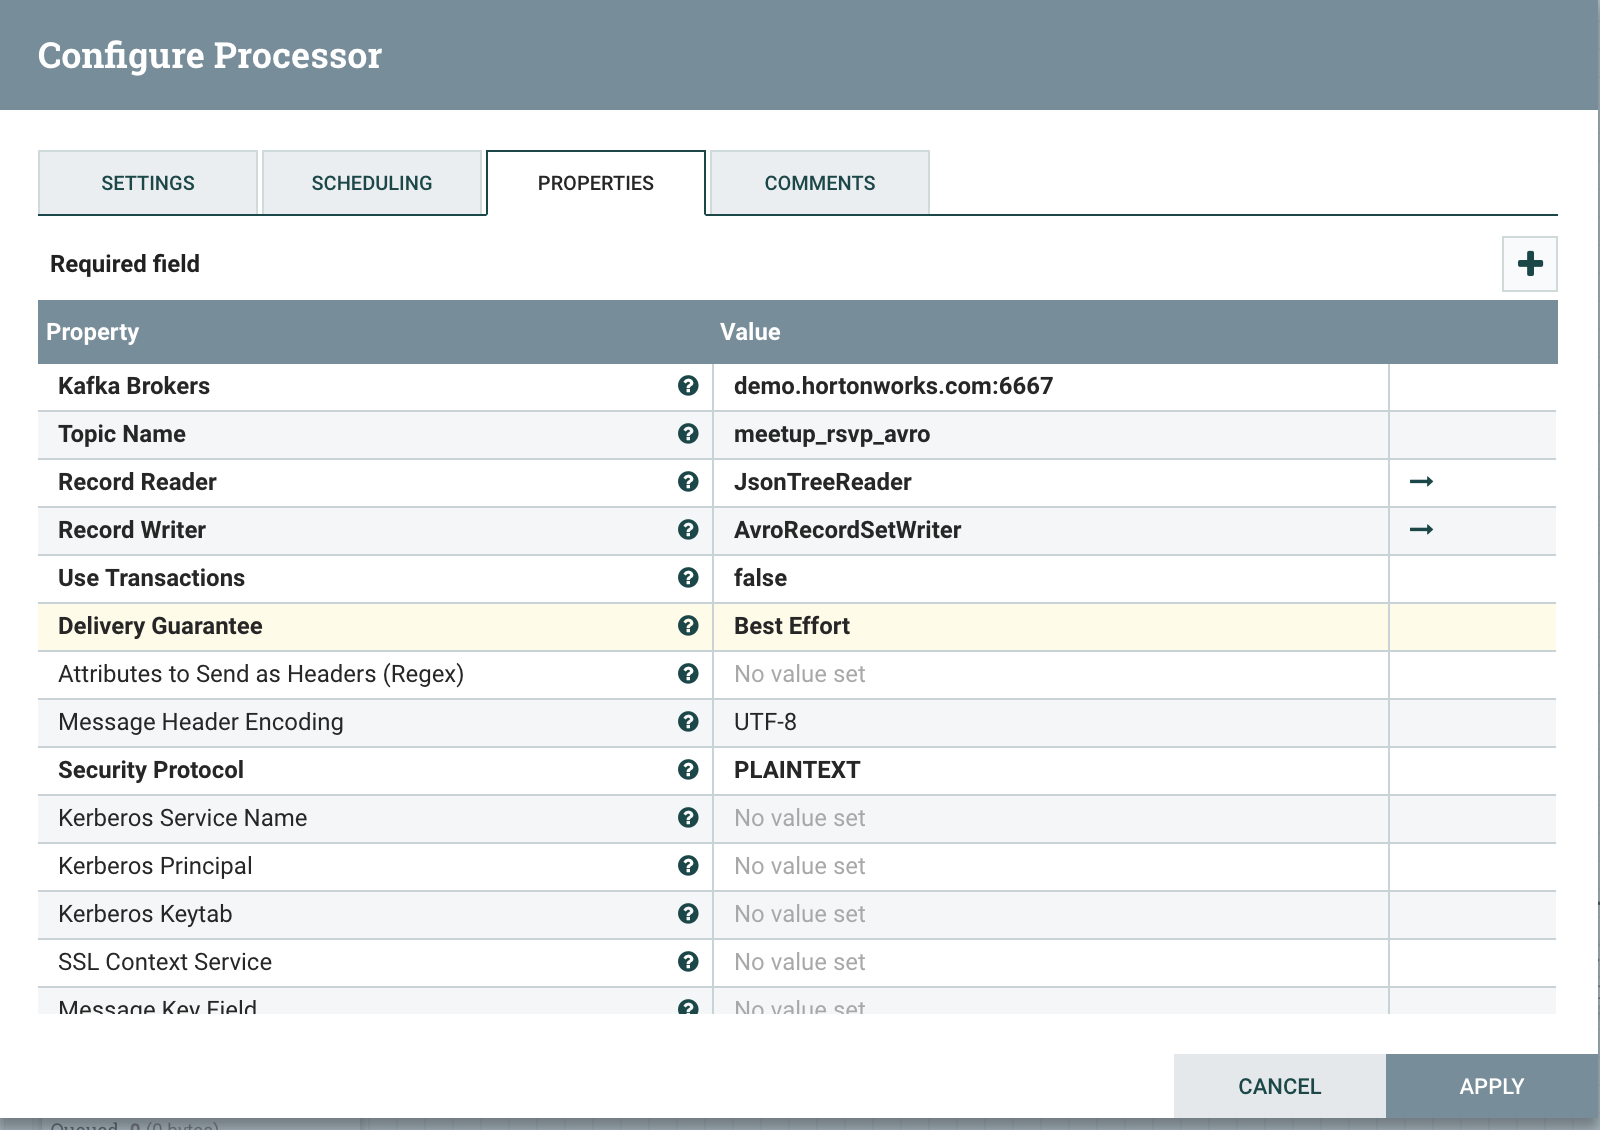 Configure Processor
SETTINGS SCHEDULING PROPERTIES COMMENTS
Required field
Property Value
Kafka Brokers demo.hortonworks.com:6667
Topic Name meetup_rsvp_avro
Record Reader JsonTreeReader
Record Writer AvroRecordSetWriter
Use Transactions false
Delivery Guarantee Best Effort
Attributes to Send as Headers (Regex) No value set
Message Header Encoding UTF-8
Security Protocol PLAINTEXT
Kerberos Service Name No value set
Kerberos Principal No value set
Kerberos Keytab No value set
SSL Context Service No value set
Message Key Field No value set
CANCEL APPLY
Queued 0 (0 bytes)